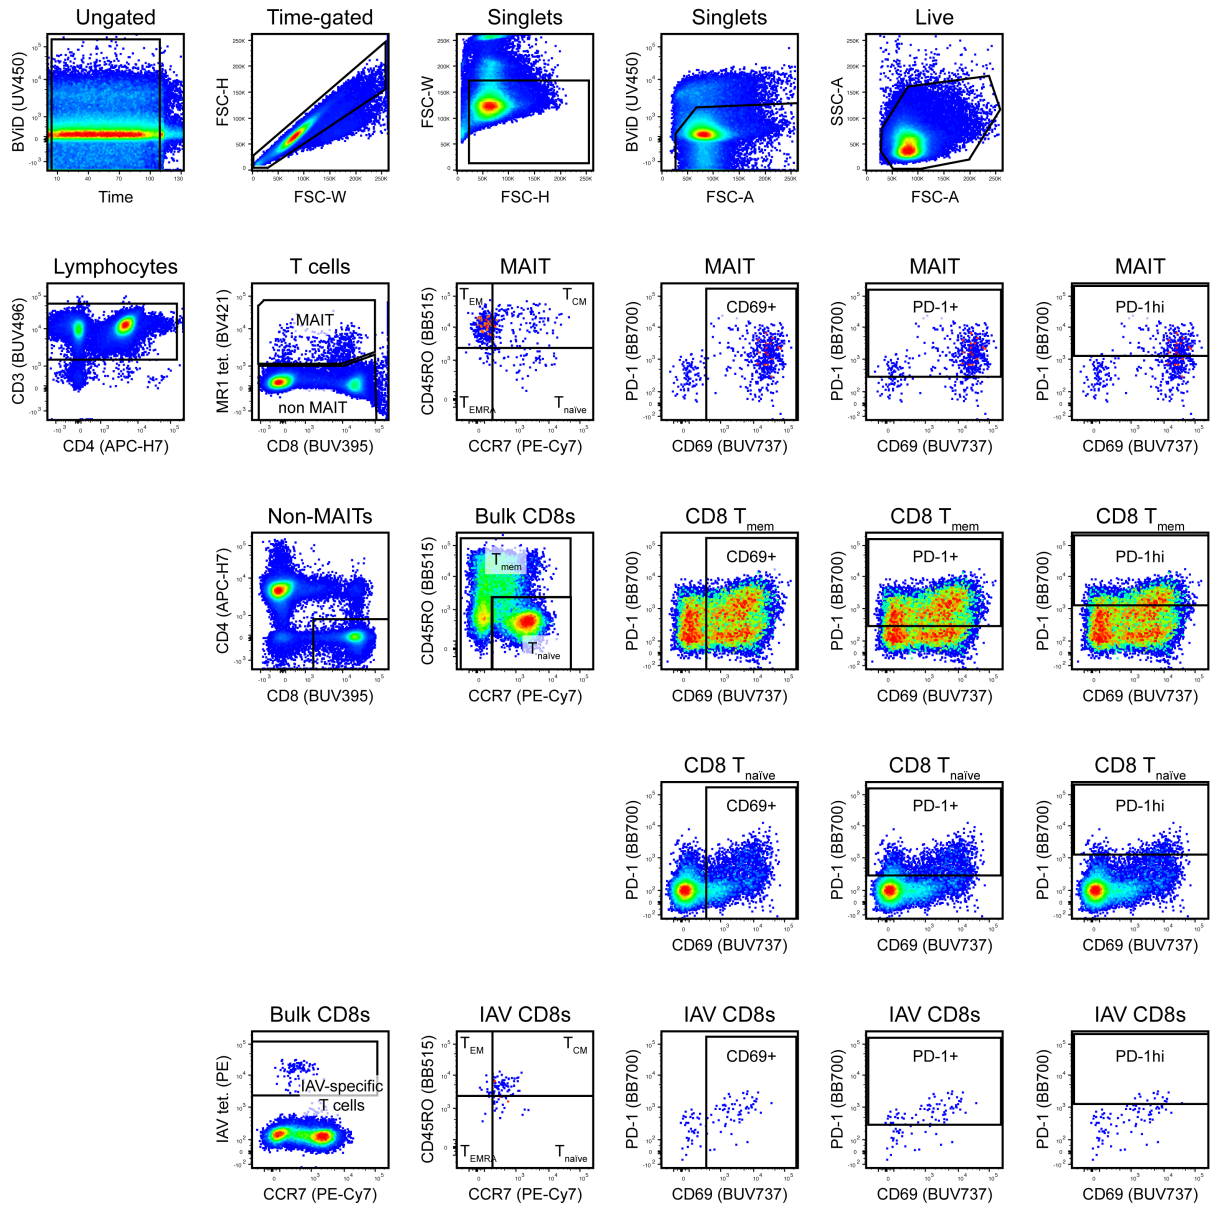 Ungated
Time-gated
Singlets
Singlets
Live
BViD (UV450)
Time
FSC-H
FSC-W
FSC-W
FSC-H
BViD (UV450)
FSC-A
SSC-A
FSC-A
Lymphocytes
T cells
MAIT
MAIT
MAIT
MAIT
CD3 (BUV496)
CD4 (APC-H7)
MR1 tet. (BV421)
MAIT
non MAIT
CD8 (BUV395)
CD45RO (BB515)
TEM
TCM
TEMRA
Tnaïve
CCR7 (PE-Cy7)
PD-1 (BB700)
CD69+
CD69 (BUV737)
PD-1 (BB700)
PD-1+
CD69 (BUV737)
PD-1 (BB700)
PD-1hi
CD69 (BUV737)
Non-MAITs
Bulk CD8s
CD8 Tmem
CD8 Tmem
CD8 Tmem
CD4 (APC-H7)
CD8 (BUV395)
CD45RO (BB515)
Tmem
Tnaïve
CCR7 (PE-Cy7)
PD-1 (BB700)
CD69+
CD69 (BUV737)
PD-1 (BB700)
PD-1+
CD69 (BUV737)
PD-1 (BB700)
PD-1hi
CD69 (BUV737)
CD8 Tnaïve
CD8 Tnaïve
CD8 Tnaïve
PD-1 (BB700)
CD69+
CD69 (BUV737)
PD-1 (BB700)
PD-1+
CD69 (BUV737)
PD-1 (BB700)
PD-1hi
CD69 (BUV737)
Bulk CD8s
IAV CD8s
IAV CD8s
IAV CD8s
IAV CD8s
IAV tet. (PE)
IAV-specific
T cells
CCR7 (PE-Cy7)
CD45RO (BB515)
TEM
TCM
TEMRA
Tnaïve
CCR7 (PE-Cy7)
PD-1 (BB700)
CD69+
CD69 (BUV737)
PD-1 (BB700)
PD-1+
CD69 (BUV737)
PD-1 (BB700)
PD-1hi
CD69 (BUV737)